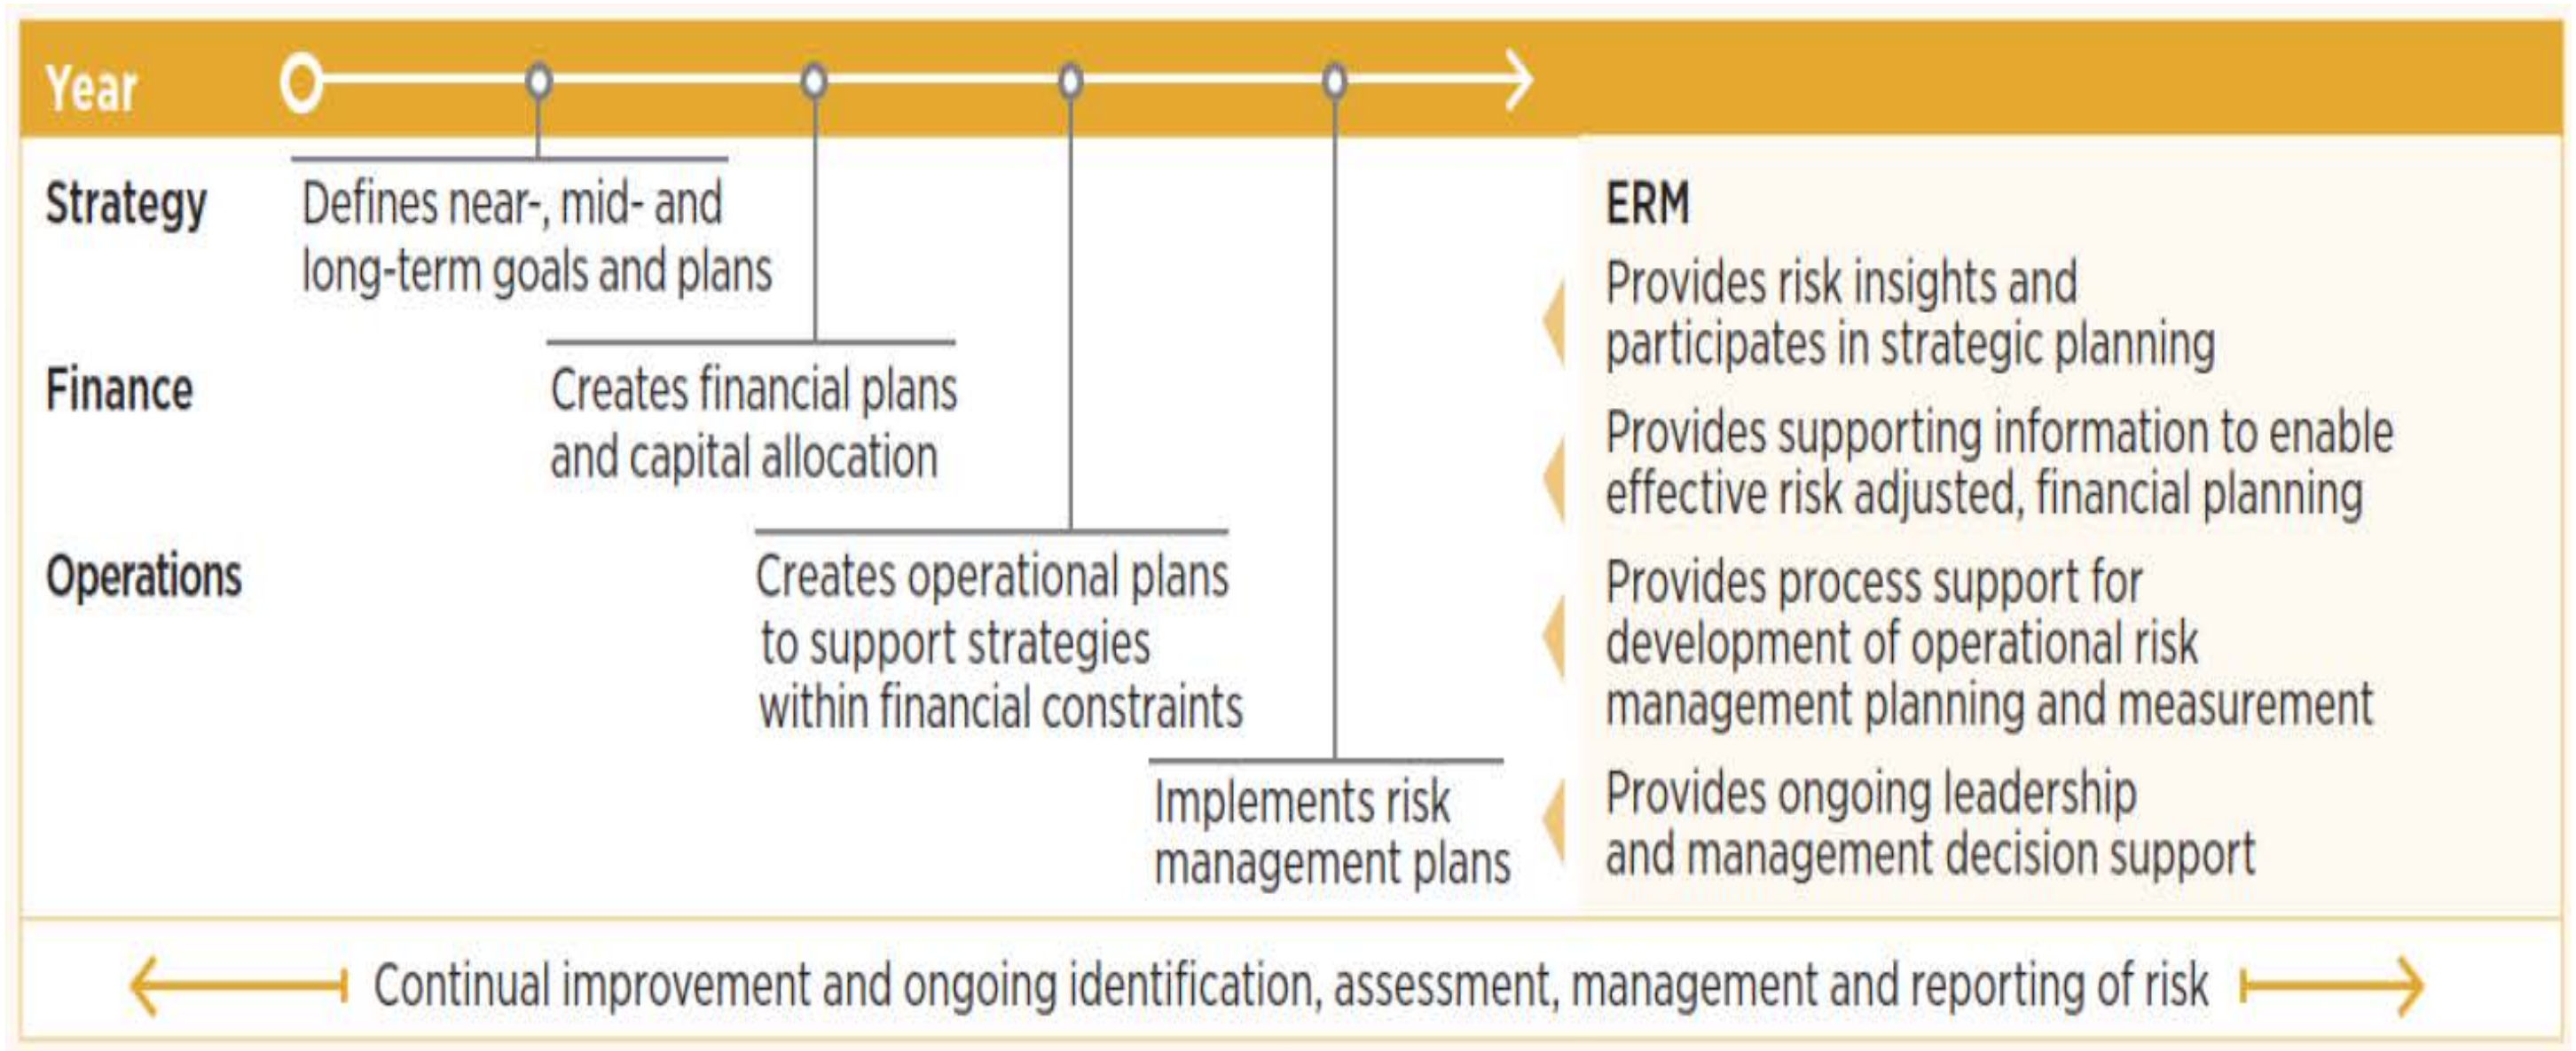 Year
Strategy
Defines near-, mid- and
long-term goals and plans
Finance
Creates financial plans
and capital allocation
Operations
Creates operational plans
to support strategies
within financial constraints
Implements risk
management plans
ERM
Provides risk insights and
participates in strategic planning
Provides supporting information to enable
effective risk adjusted, financial planning
Provides process support for
development of operational risk
management planning and measurement
Provides ongoing leadership
and management decision support
Continual improvement and ongoing identification, assessment, management and reporting of risk